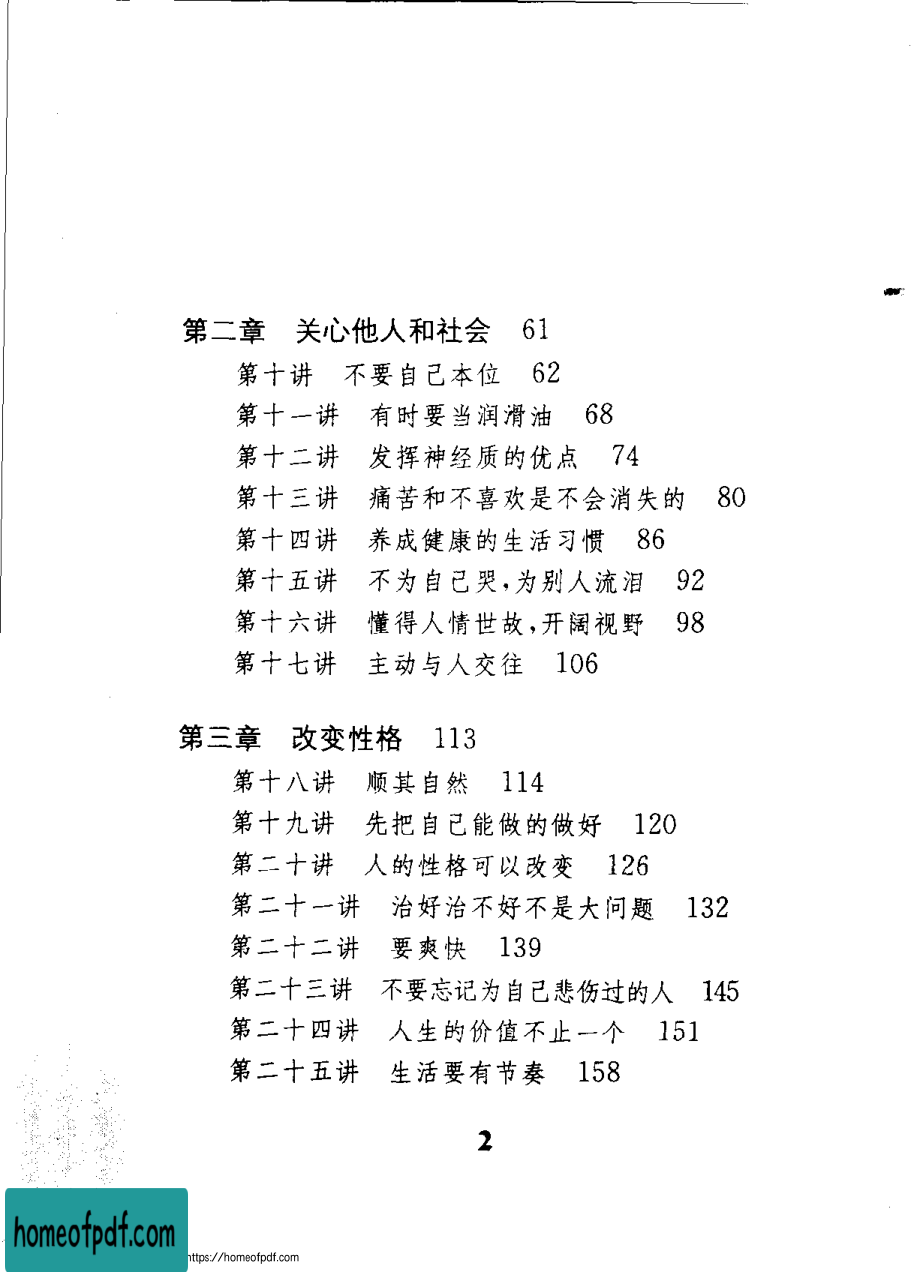 第二章 关心他人和社会 61
第十讲 不要自己本位 62
第十一讲 有时要当润滑油 68
第十二讲 发挥神经质的优点 74
第十三讲 痛苦和不喜欢是不会消失的 80
第十四讲 养成健康的生活习惯 86
第十五讲 不为自己哭，为别人流泪 92
第十六讲 懂得人情世故，开阔视野 98
第十七讲 主动与人交往 106
第三章 改变性格 113
第十八讲 顺其自然 114
第十九讲 先把自己能做的做好 120
第二十讲 人的性格可以改变 126
第二十一讲 治好治不好不是大问题 132
第二十二讲 要爽快 139
第二十三讲 不要忘记为自己悲伤过的人 145
第二十四讲 人生的价值不止一个 151
第二十五讲 生活要有节奏 158
2
homeofpdf.com
https://homeofpdf.com